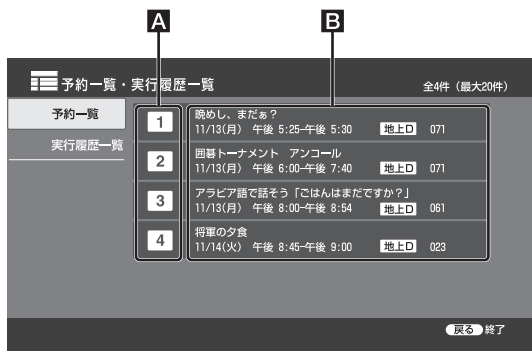 A
B
予約一覧・実行履歴一覧
全4件（最大20件）
予約一覧
実行履歴一覧
1
晩めし、まだぁ？
11/13(月) 午後 5:25-午後 5:30 地上D 071
2
囲碁トーナメント アンコール
11/13(月) 午後 6:00-午後 7:40 地上D 071
3
アラビア語で話そう「ごはんはまだですか？」
11/13(月) 午後 8:00-午後 8:54 地上D 061
4
将軍の夕食
11/14(火) 午後 8:45-午後 9:00 地上D 023
戻る 終了